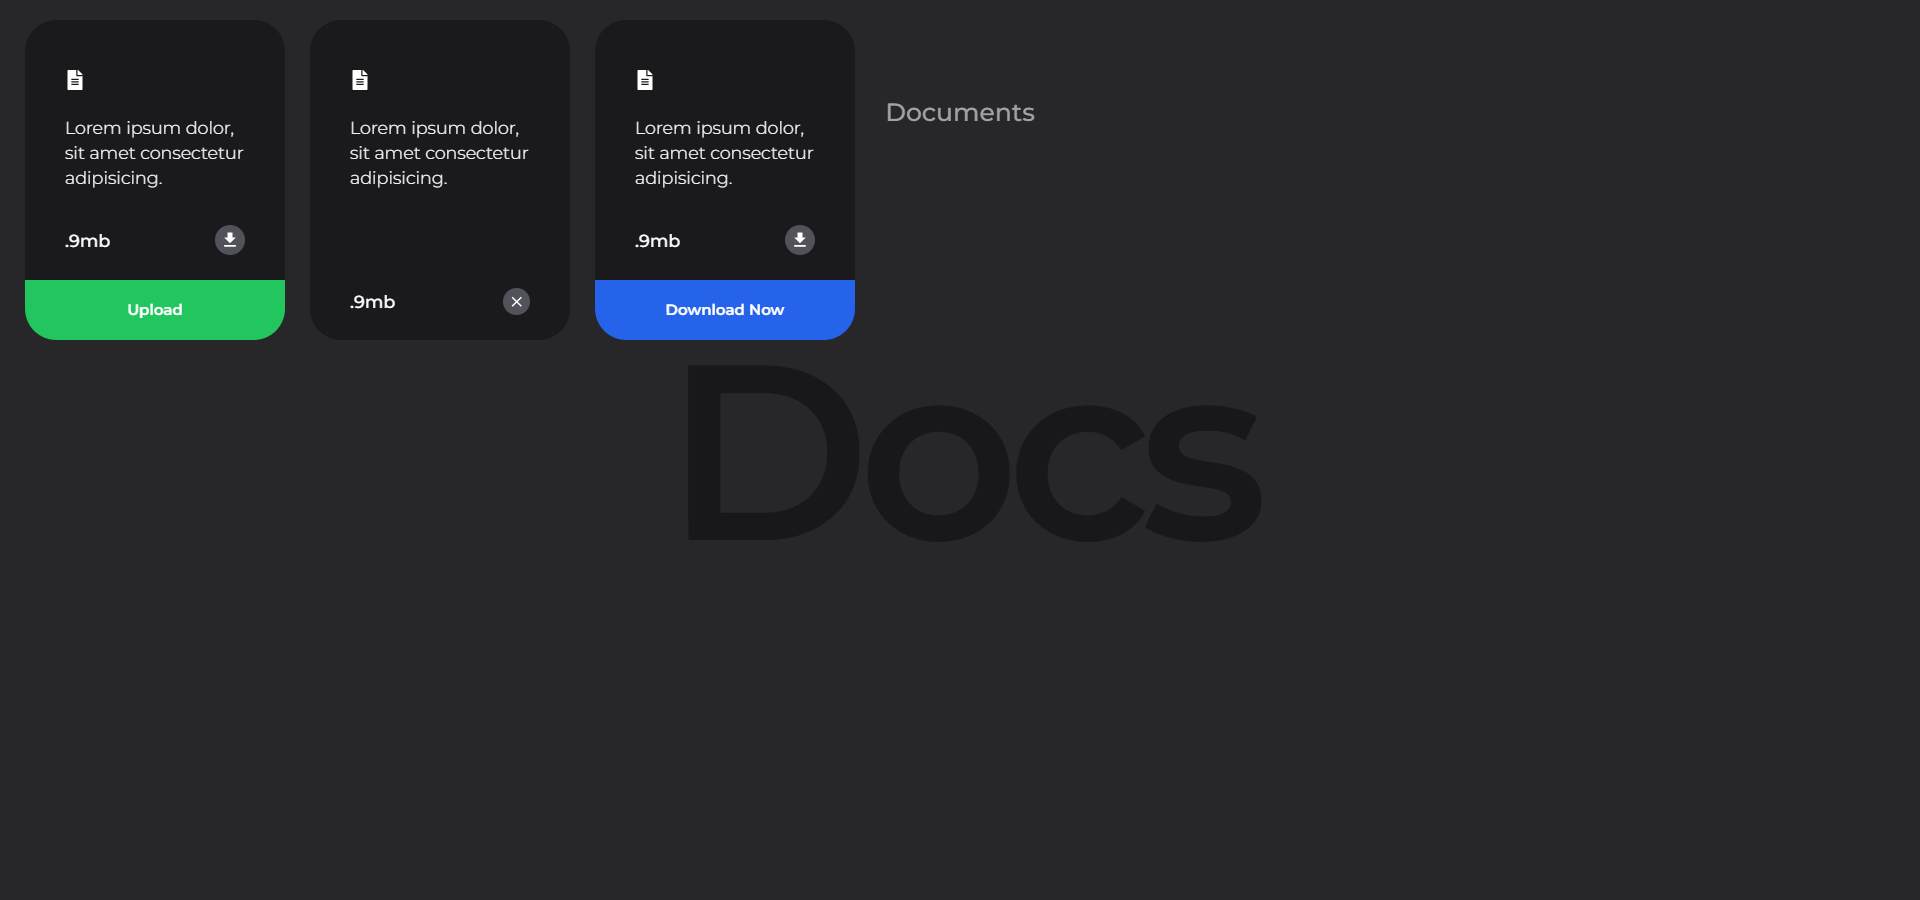 Lorem ipsum dolor,
sit amet consectetur
adipisicing.
.9mb
Upload
Lorem ipsum dolor,
sit amet consectetur
adipisicing.
.9mb
Lorem ipsum dolor,
sit amet consectetur
adipisicing.
.9mb
Download Now
Documents
Docs